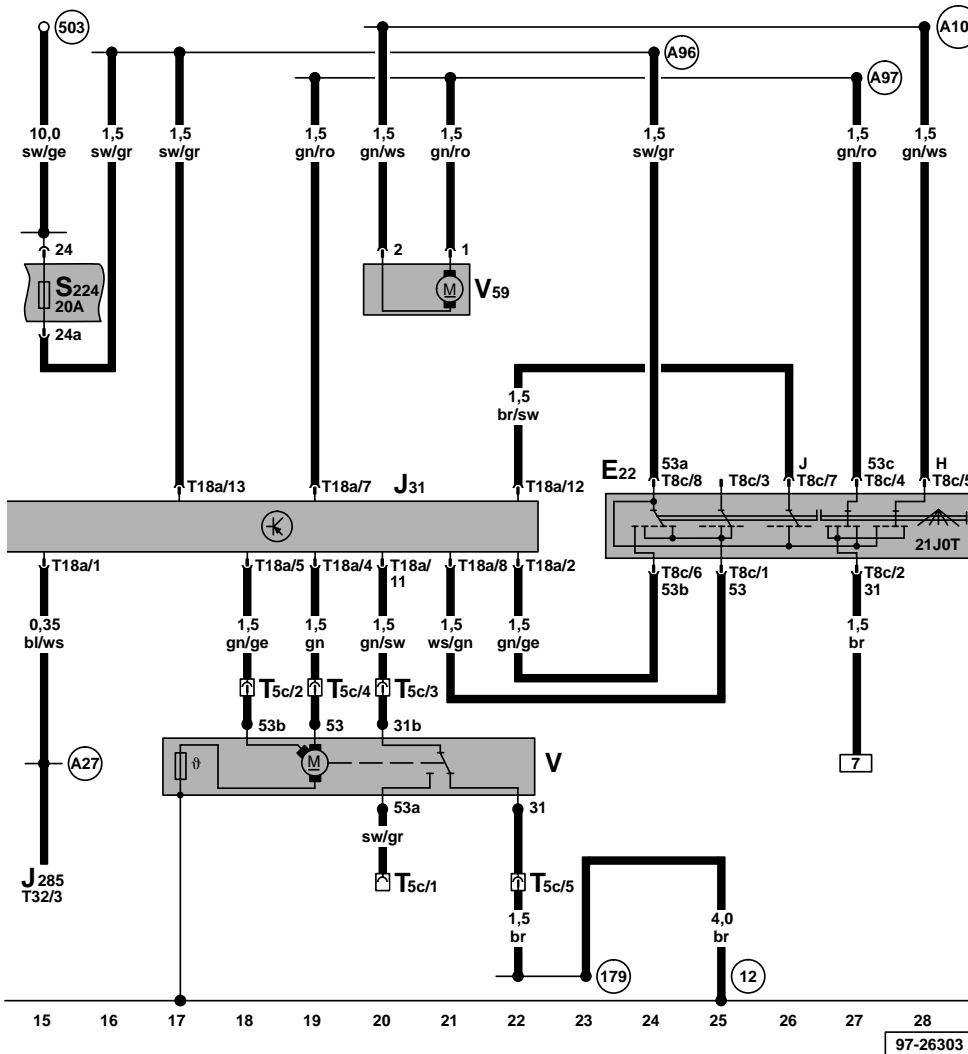 503
A96
A10
A97
10,0
sw/ge
1,5
sw/gr
1,5
sw/gr
1,5
gn/ro
1,5
gn/ws
1,5
gn/ro
1,5
sw/gr
1,5
gn/ro
1,5
gn/ws
24
S224
20A
24a
2
1
M
V59
1,5
br/sw
T18a/13
T18a/7
J31
T18a/12
E22
53a
T8c/8
T8c/3
J
T8c/7
53c
T8c/4
H
T8c/5
21J0T
T18a/1
T18a/5
T18a/4
T18a/
11
T18a/8
T18a/2
T8c/6
53b
T8c/1
53
T8c/2
31
0,35
bl/ws
1,5
gn/ge
1,5
gn
1,5
gn/sw
1,5
ws/gn
1,5
gn/ge
1,5
br
T5c/2
T5c/4
T5c/3
53b
53
31b
A27
ϑ
M
V
7
53a
31
sw/gr
J285
T32/3
T5c/1
T5c/5
1,5
br
4,0
br
179
12
15 16 17 18 19 20 21 22 23 24 25 26 27 28
97-26303